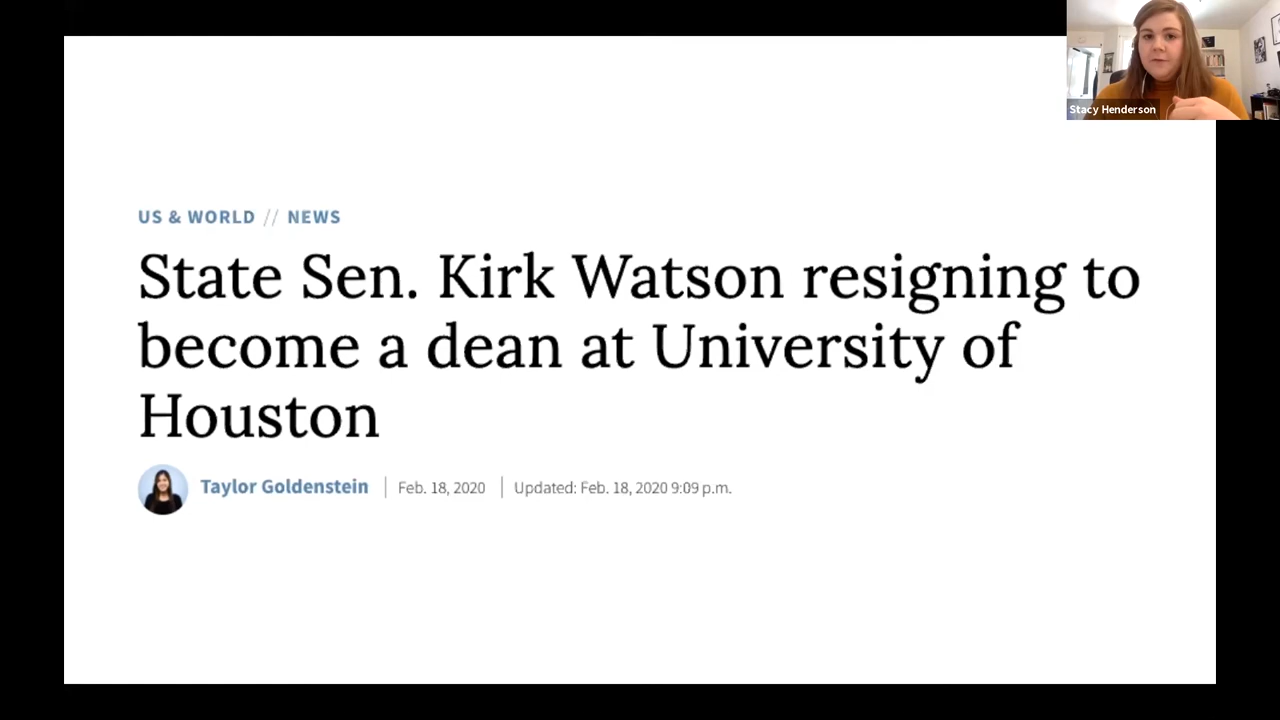 Stacy Henderson
US & WORLD // NEWS
State Sen. Kirk Watson resigning to
become a dean at University of
Houston
Taylor Goldenstein | Feb. 18, 2020 | Updated: Feb. 18, 2020 9:09 p.m.